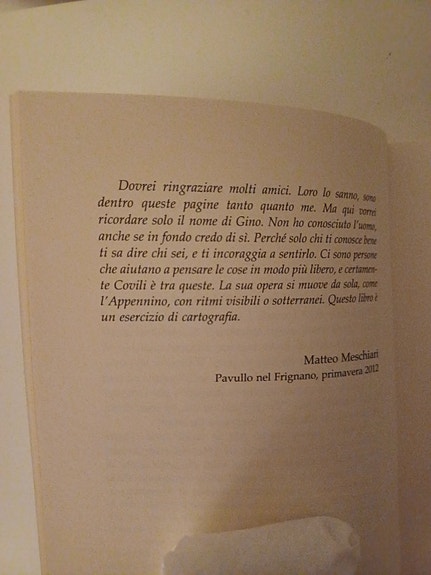 Dovrei ringraziare molti amici. Loro lo sanno, sono
dentro queste pagine tanto quanto me. Ma qui vorrei
ricordare solo il nome di Gino. Non ho conosciuto l'uomo,
anche se in fondo credo di sì. Perché solo chi ti conosce bene
ti sa dire chi sei, e ti incoraggia a sentirlo. Ci sono persone
che aiutano a pensare le cose in modo più libero, e certamen-
te Covili è tra queste. La sua opera si muove da sola, come
l'Appennino, con ritmi visibili o sotterranei. Questo libro è
un esercizio di cartografia.
Matteo Meschiari
Pavullo nel Frignano, primavera 2012